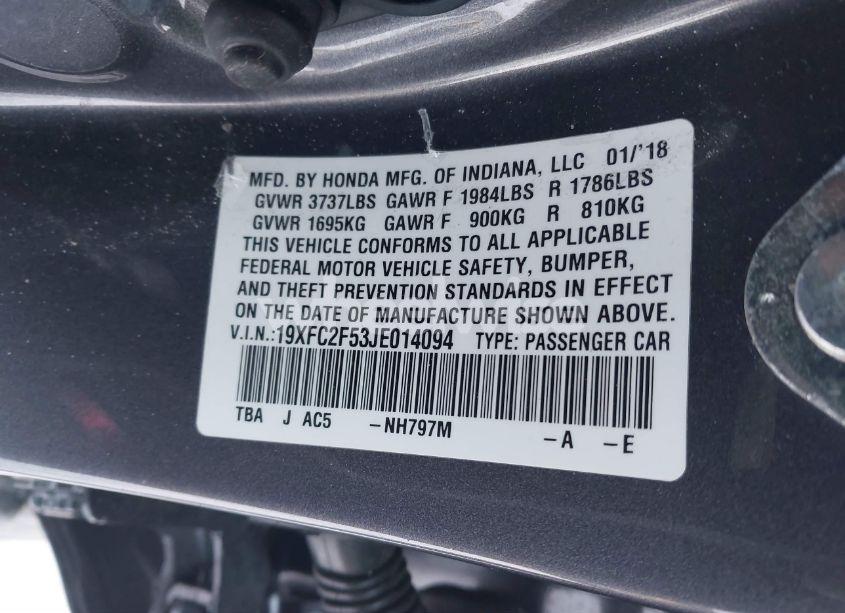 MFD. BY HONDA MFG. OF INDIANA, LLC 01/'18
GVWR 3737LBS GAWR F 1984LBS R 1786LBS
GVWR 1695KG GAWR F 900KG R 810KG
THIS VEHICLE CONFORMS TO ALL APPLICABLE
FEDERAL MOTOR VEHICLE SAFETY, BUMPER,
AND THEFT PREVENTION STANDARDS IN EFFECT
ON THE DATE OF MANUFACTURE SHOWN ABOVE.
V.I.N.:19XFC2F53JE014094 TYPE: PASSENGER CAR
TBA J AC5 -NH797M -A -E